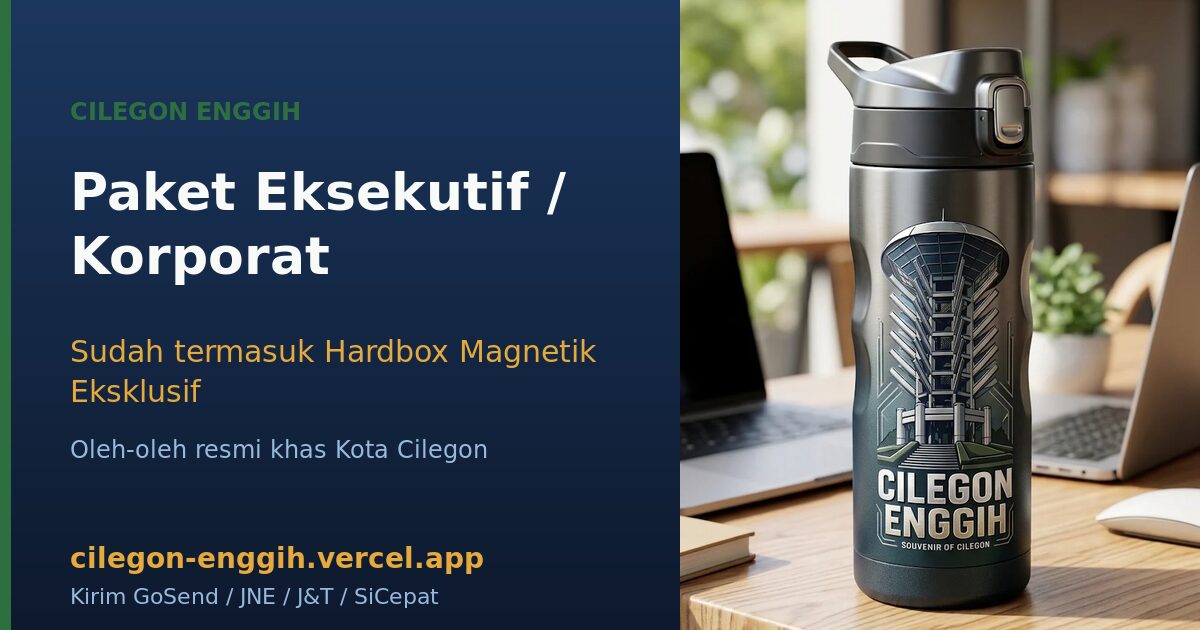 CILEGON ENGGIH
Paket Eksekutif /
Korporat
Sudah termasuk Hardbox Magnetik
Eksklusif
Oleh-oleh resmi khas Kota Cilegon
cilegon-enggih.vercel.app
Kirim GoSend / JNE / J&T / SiCepat
CILEGON
ENGGIH
SOUVENIR OF CILEGON